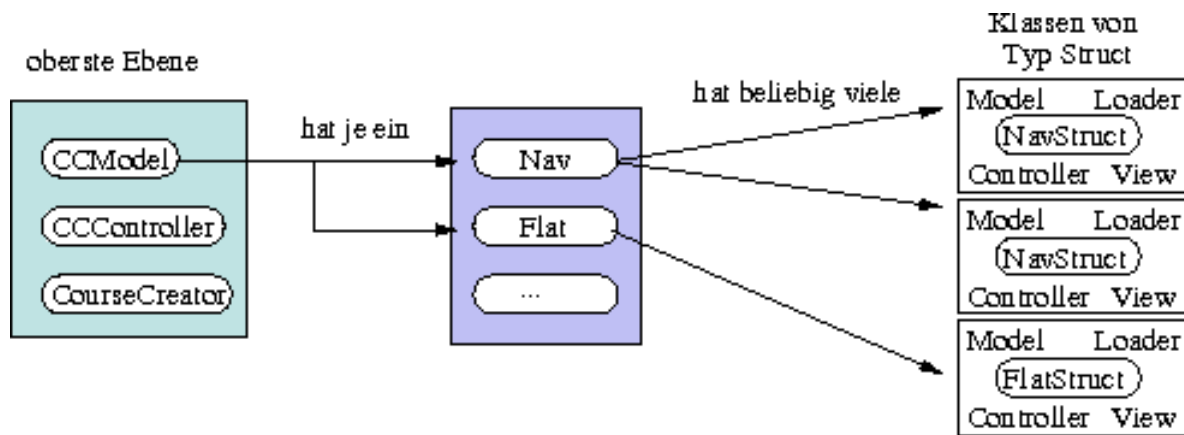 oberste Ebene
CCModel
CCController
CourseCreator
hat je ein
Nav
Flat
...
hat beliebig viele
Klassen von
Typ Struct
Model Loader
NavStruct
Controller View
Model Loader
NavStruct
Controller View
Model Loader
FlatStruct
Controller View